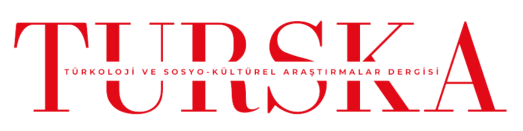 TURSKA
TÜRKOLOJİ VE SOSYO-KÜLTÜREL ARAŞTIRMALAR DERGİSİ